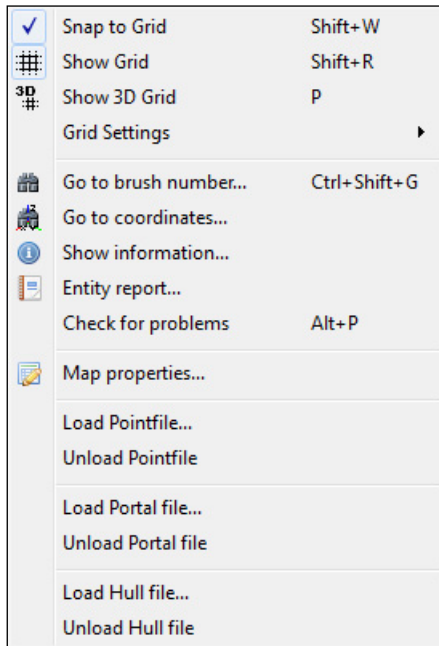 Snap to Grid Shift+W
Show Grid Shift+R
3D Show 3D Grid P
Grid Settings
Go to brush number... Ctrl+Shift+G
Go to coordinates...
Show information...
Entity report...
Check for problems Alt+P
Map properties...
Load Pointfile...
Unload Pointfile
Load Portal file...
Unload Portal file
Load Hull file...
Unload Hull file